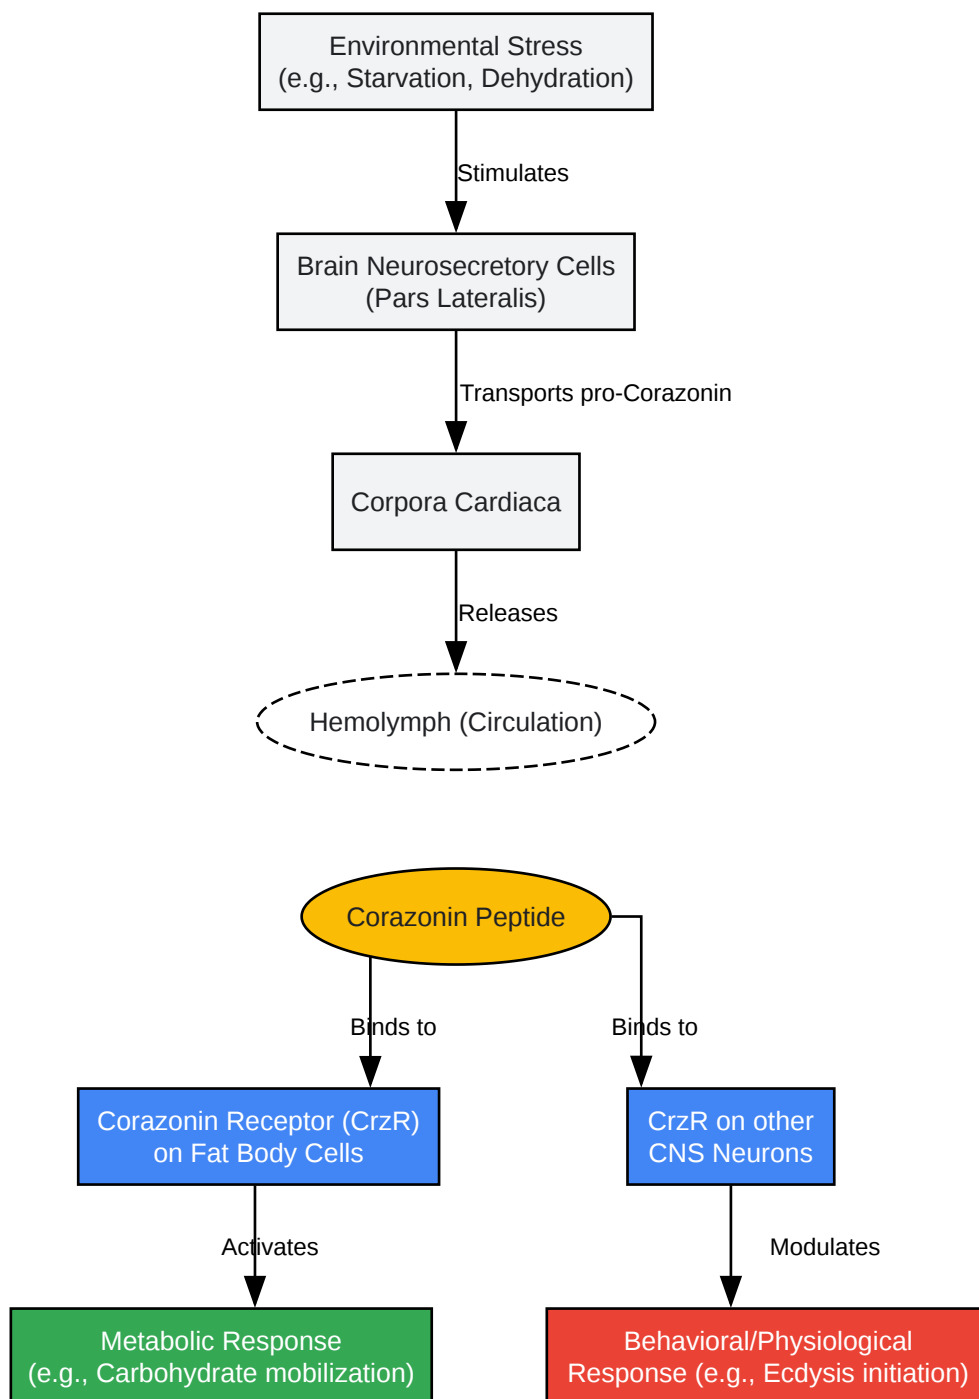 Environmental Stress
(e.g., Starvation, Dehydration)
Stimulates
Brain Neurosecretory Cells
(Pars Lateralis)
Transports pro-Corazonin
Corpora Cardiaca
Releases
Hemolymph (Circulation)
Corazonin Peptide
Binds to
Binds to
Corazonin Receptor (CrzR)
on Fat Body Cells
CrzR on other
CNS Neurons
Activates
Modulates
Metabolic Response
(e.g., Carbohydrate mobilization)
Behavioral/Physiological
Response (e.g., Ecdysis initiation)